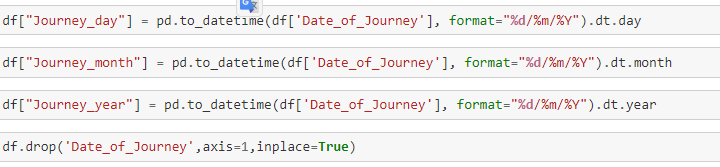 df["Journey_day"] = pd.to_datetime(df['Date_of_Journey'], format="%d/%m/%Y").dt.day
df["Journey_month"] = pd.to_datetime(df['Date_of_Journey'], format="%d/%m/%Y").dt.month
df["Journey_year"] = pd.to_datetime(df['Date_of_Journey'], format="%d/%m/%Y").dt.year
df.drop('Date_of_Journey',axis=1,inplace=True)